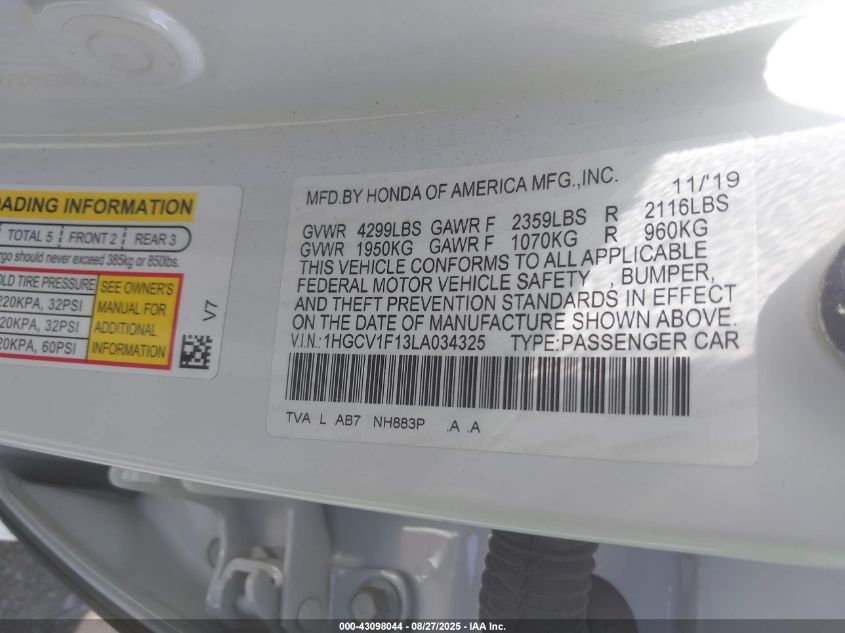 OADING INFORMATION
TOTAL 5 FRONT 2 REAR 3
rgo should never exceed 385kg or 850lbs.
OLD TIRE PRESSURE
220KPA, 32PSI
20KPA, 32PSI
20KPA, 60PSI
SEE OWNER'S
MANUAL FOR
ADDITIONAL
INFORMATION
V7
MFD.BY HONDA OF AMERICA MFG.,INC. 11/'19
GVWR 4299LBS GAWR F 2359LBS R 2116LBS
GVWR 1950KG GAWR F 1070KG R 960KG
THIS VEHICLE CONFORMS TO ALL APPLICABLE
FEDERAL MOTOR VEHICLE SAFETY , BUMPER,
AND THEFT PREVENTION STANDARDS IN EFFECT
ON THE DATE OF MANUFACTURE SHOWN ABOVE.
V.I.N.:1HGCV1F13LA034325 TYPE:PASSENGER CAR
TVA L AB7 NH883P .A .A
000-43098044 / 08/27/2025 - IAA Inc.